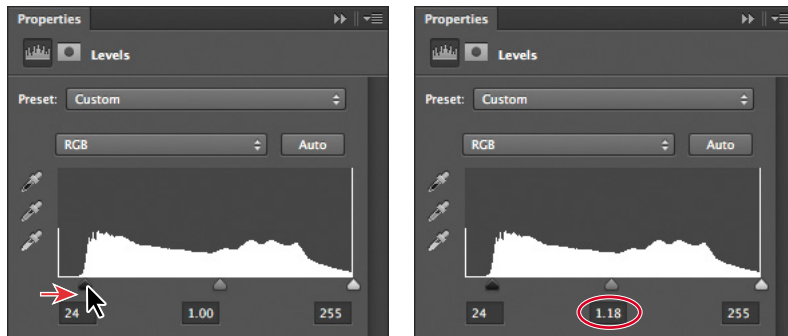 Properties
Levels
Preset: Custom
RGB Auto
24 1.00 255
Properties
Levels
Preset: Custom
RGB Auto
24 1.18 255